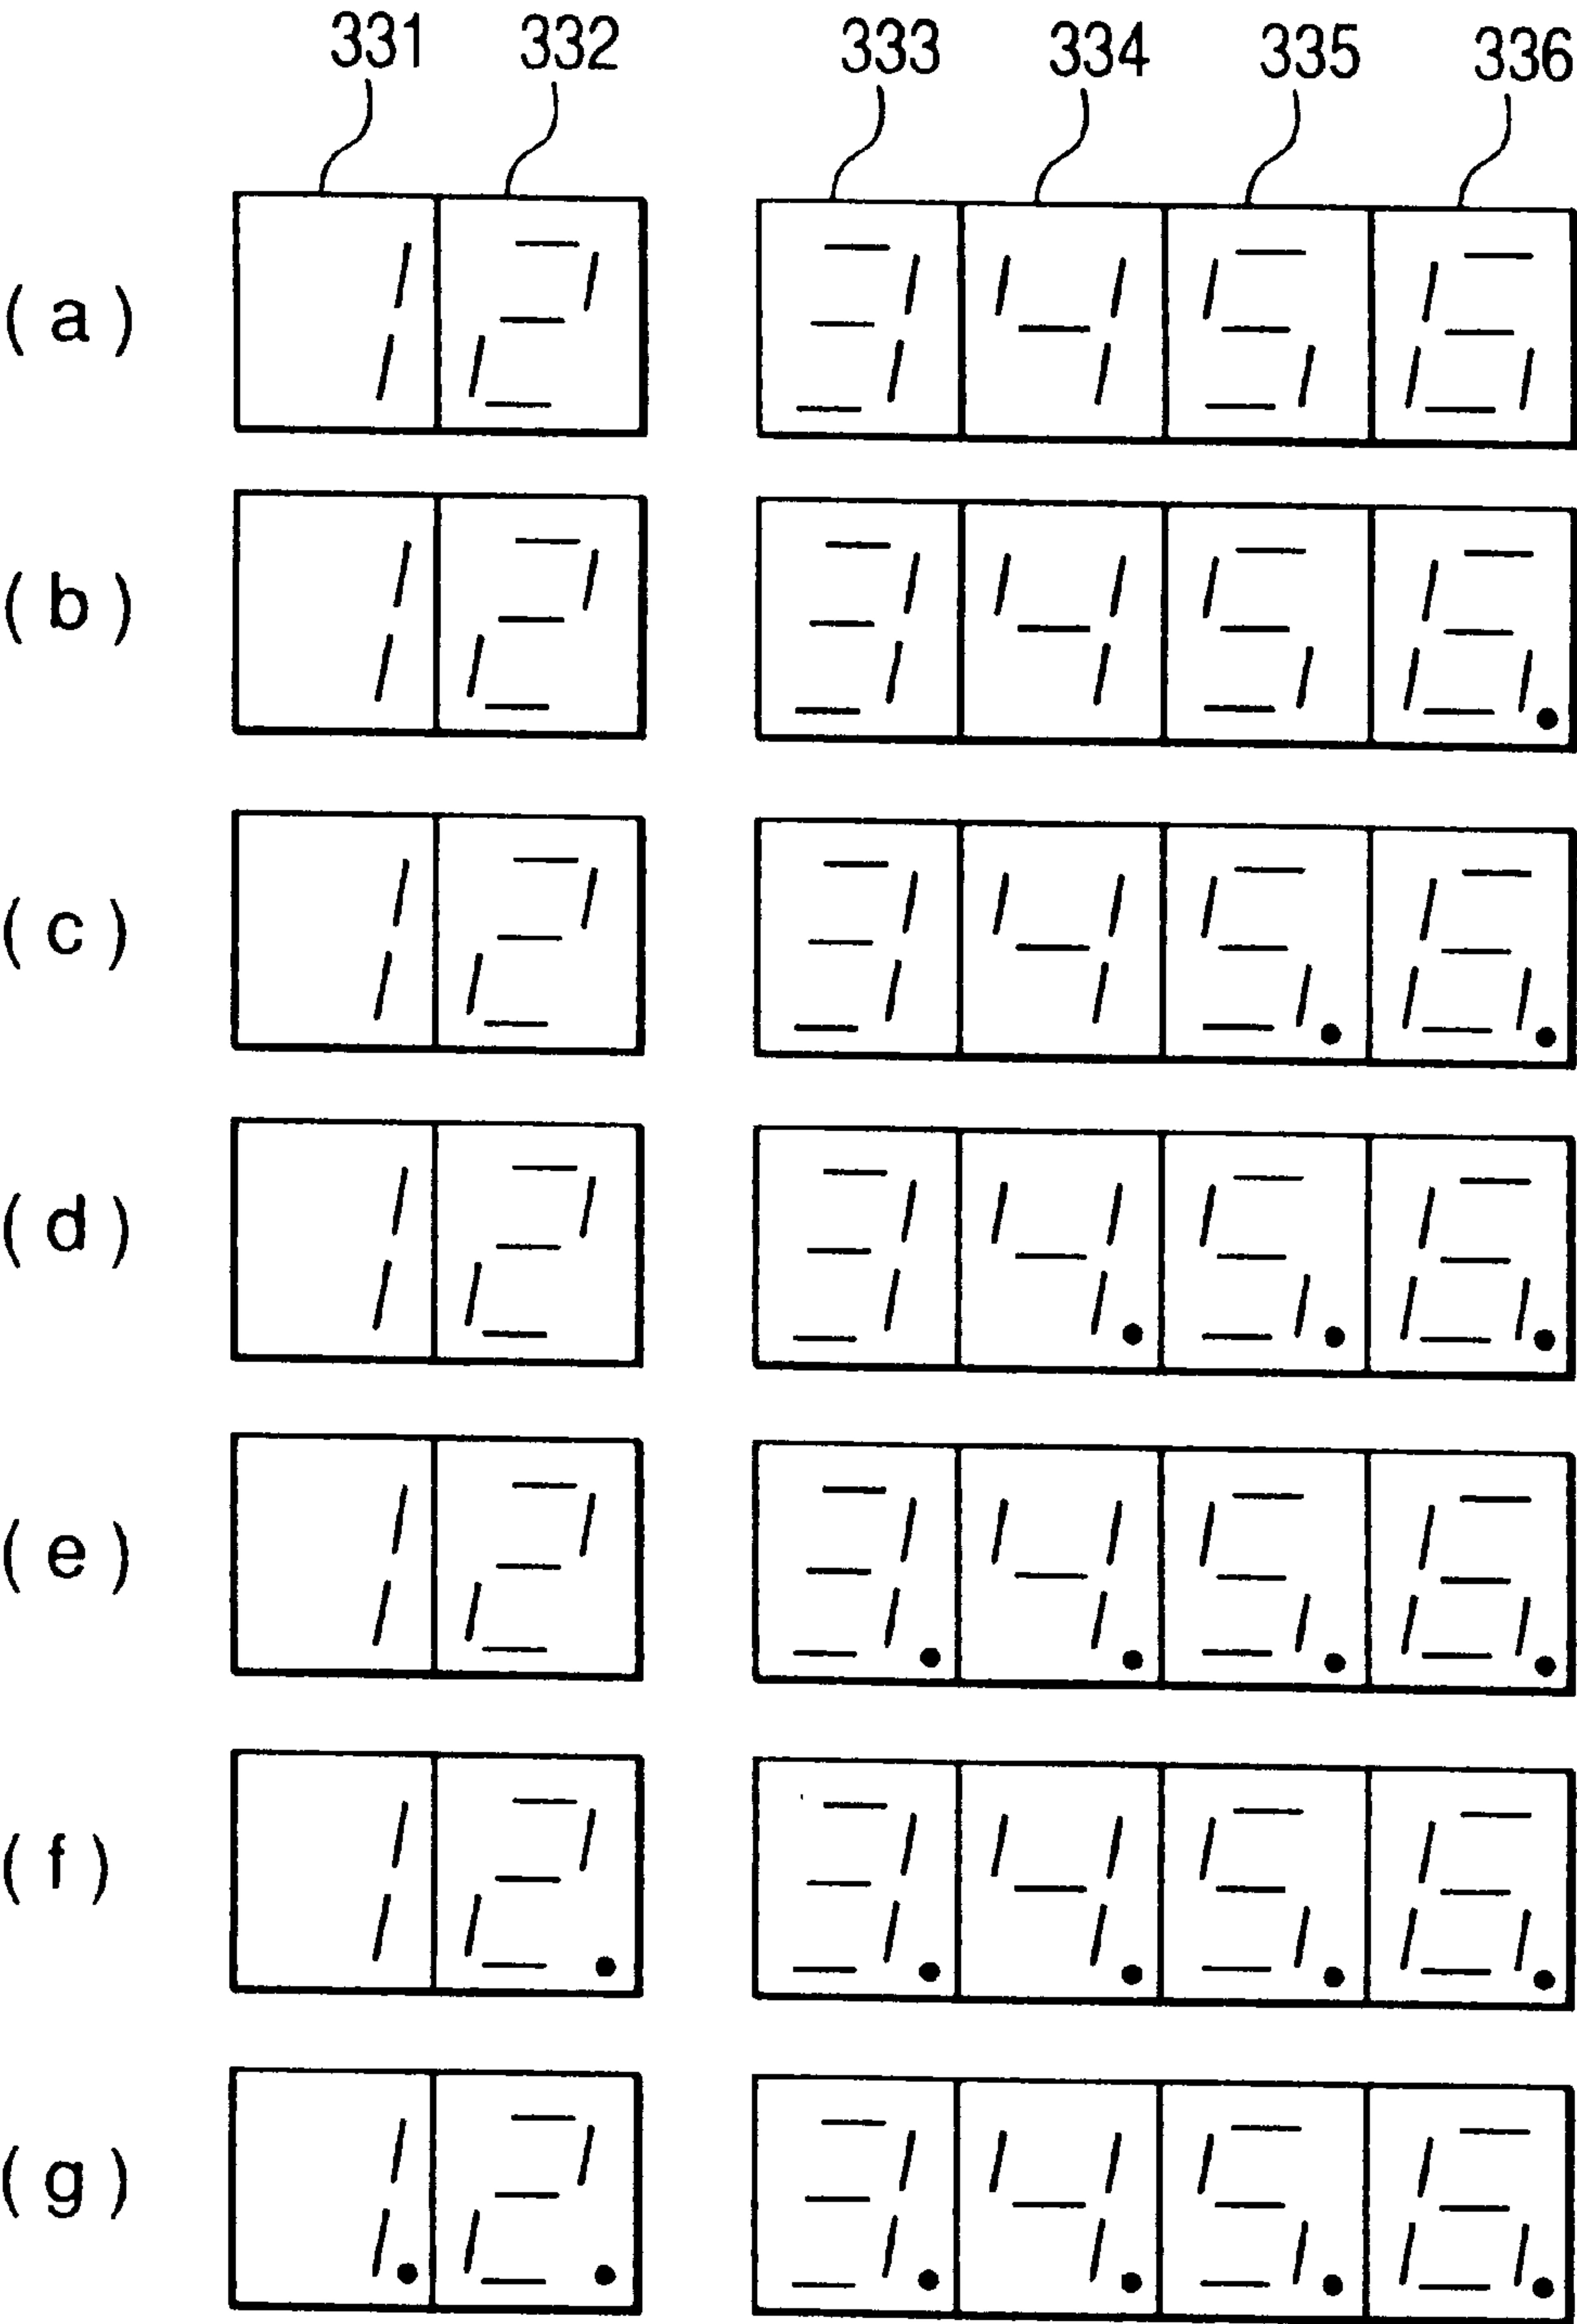 331 332 333 334 335 336
(a) 12 3456
(b) 12 3456.
(c) 12 345.6.
(d) 12 34.5.6.
(e) 12 3.4.5.6.
(f) 12. 3.4.5.6.
(g) 1.2. 3.4.5.6.